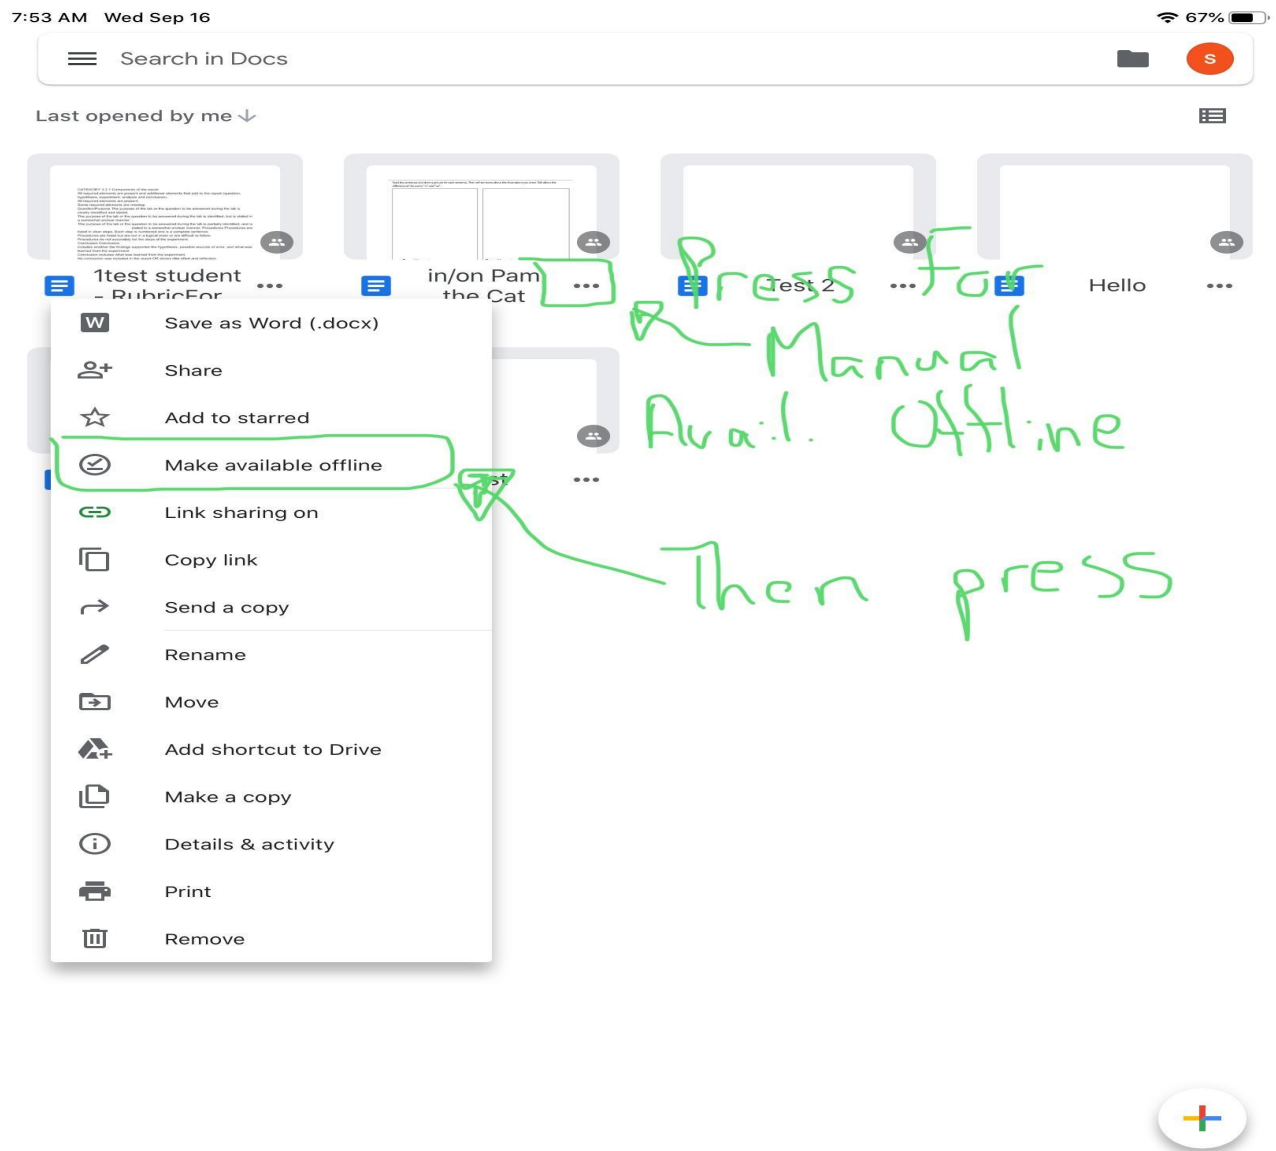 7:53 AM Wed Sep 16
67%
Search in Docs
S
Last opened by me
1test student
- RubricFor
in/on Pam
the Cat
Test 2
Hello
Press for
Manual
Avail. Offline
Then press
W
Save as Word (.docx)
Share
Add to starred
Make available offline
Link sharing on
Copy link
Send a copy
Rename
Move
Add shortcut to Drive
Make a copy
Details & activity
Print
Remove